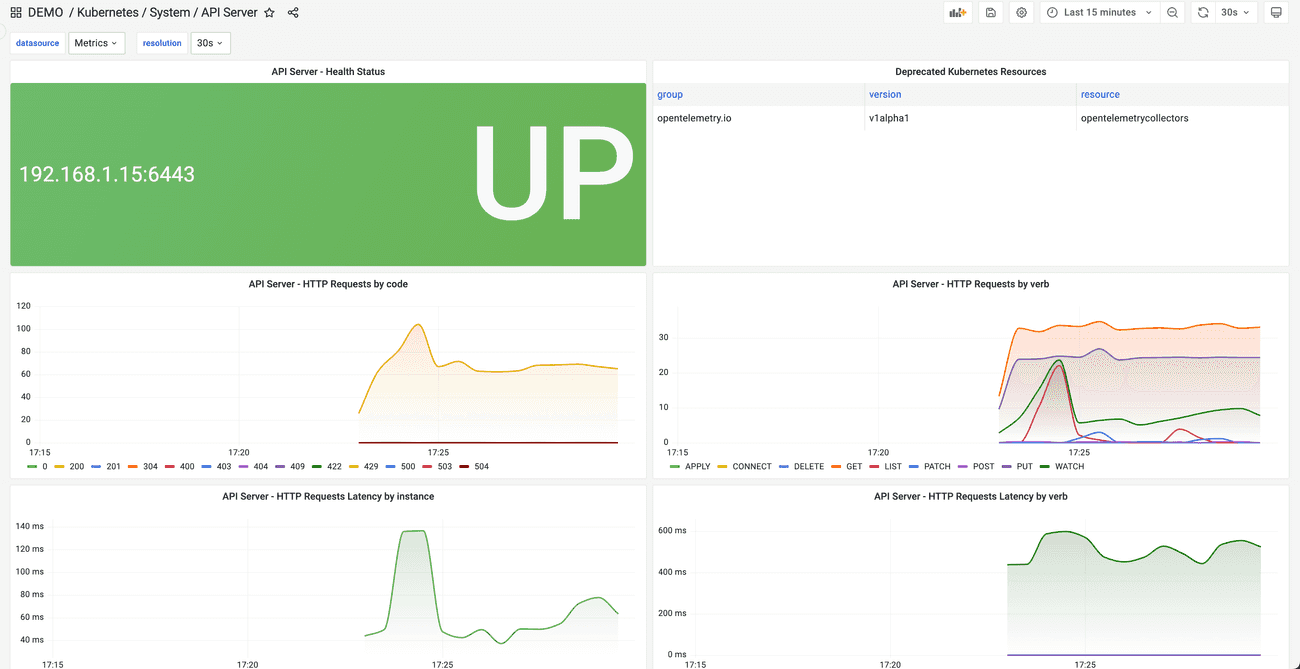 DEMO / Kubernetes / System / API Server
Last 15 minutes
30s
datasource Metrics resolution 30s
API Server - Health Status
192.168.1.15:6443
UP
Deprecated Kubernetes Resources
group version resource
opentelemetry.io v1alpha1 opentelemetrycollectors
API Server - HTTP Requests by code
120
100
80
60
40
20
0
17:15 17:20 17:25
0 200 201 304 400 403 404 409 422 429 500 503 504
API Server - HTTP Requests by verb
30
20
10
0
17:15 17:20 17:25
APPLY CONNECT DELETE GET LIST PATCH POST PUT WATCH
API Server - HTTP Requests Latency by instance
140 ms
120 ms
100 ms
80 ms
60 ms
40 ms
17:15 17:20 17:25
API Server - HTTP Requests Latency by verb
600 ms
400 ms
200 ms
0 ms
17:15 17:20 17:25